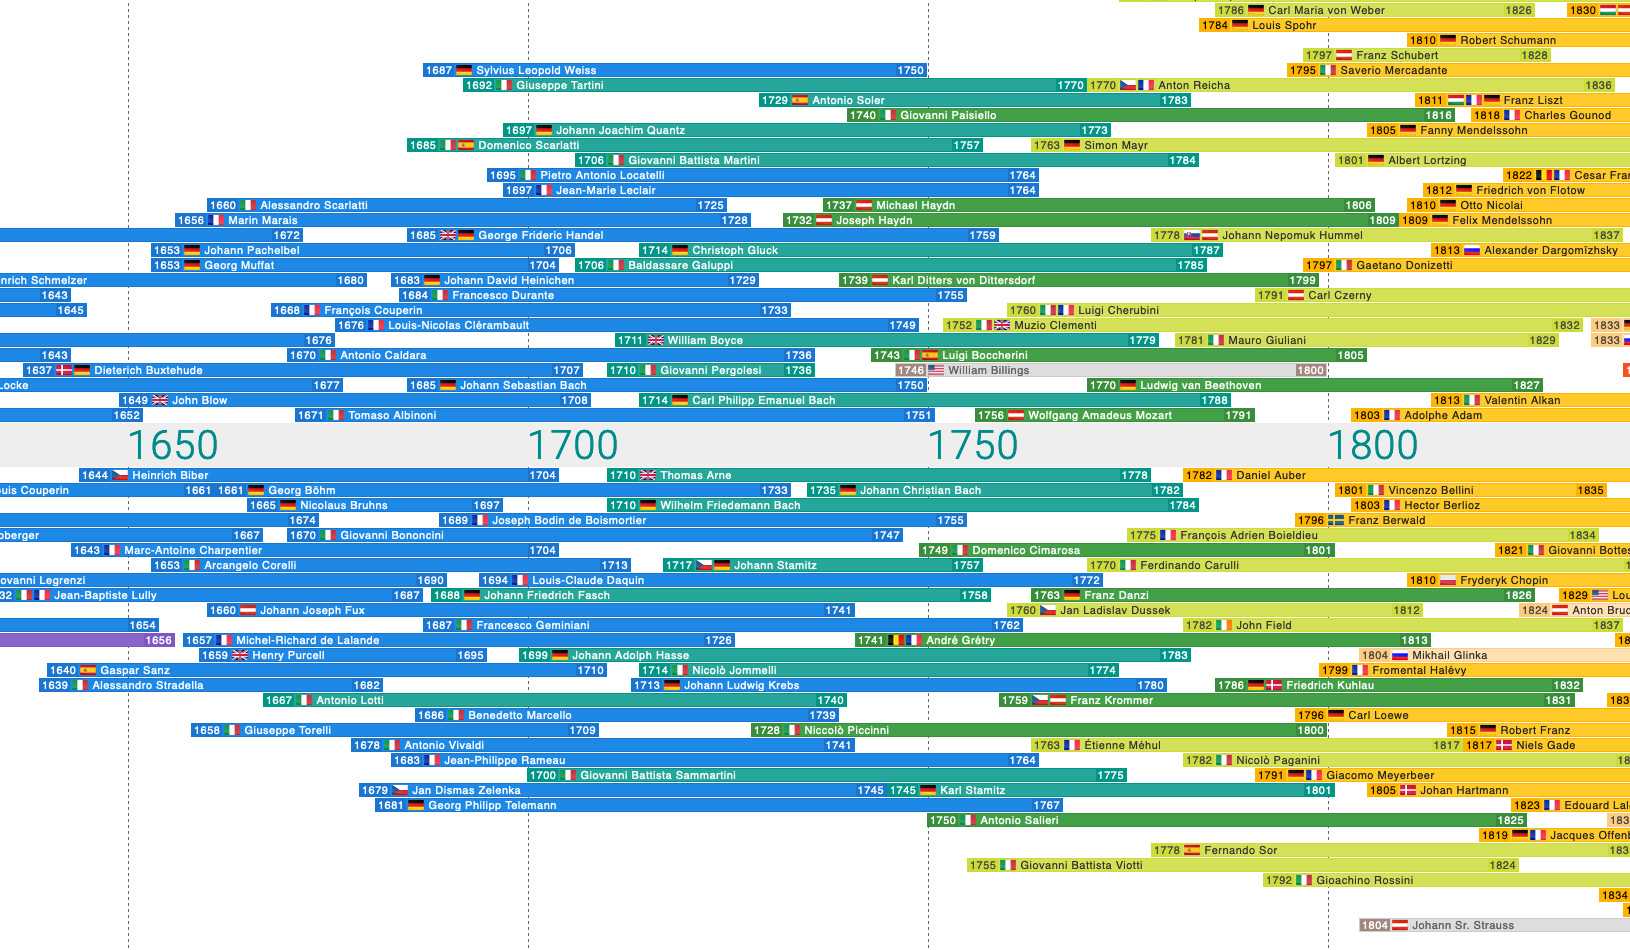 1786 Carl Maria von Weber 1826 1830
1784 Louis Spohr
1810 Robert Schumann
1797 Franz Schubert 1828
1687 Sylvius Leopold Weiss 1750 1795 Saverio Mercadante
1692 Giuseppe Tartini 1770 1770 Anton Reicha 1836
1729 Antonio Soler 1783 1811 Franz Liszt
1740 Giovanni Paisiello 1816 1818 Charles Gounod
1697 Johann Joachim Quantz 1773 1805 Fanny Mendelssohn
1685 Domenico Scarlatti 1757 1763 Simon Mayr
1706 Giovanni Battista Martini 1784 1801 Albert Lortzing
1695 Pietro Antonio Locatelli 1764 1822 Cesar Fra
1697 Jean-Marie Leclair 1764 1812 Friedrich von Flotow
1660 Alessandro Scarlatti 1725 1737 Michael Haydn 1806 1810 Otto Nicolai
1656 Marin Marais 1728 1732 Joseph Haydn 1809 1809 Felix Mendelssohn
1672 1685 George Frideric Handel 1759 1778 Johann Nepomuk Hummel 1837
1653 Johann Pachelbel 1706 1714 Christoph Gluck 1787 1813 Alexander Dargomïzhsky
1653 Georg Muffat 1704 1706 Baldassare Galuppi 1785 1797 Gaetano Donizetti
nrich Schmelzer 1680 1683 Johann David Heinichen 1729 1739 Karl Ditters von Dittersdorf 1799
1643 1684 Francesco Durante 1755 1791 Carl Czerny
1645 1668 François Couperin 1733 1760 Luigi Cherubini
1676 Louis-Nicolas Clérambault 1749 1752 Muzio Clementi 1832 1833
1676 1711 William Boyce 1779 1781 Mauro Giuliani 1829 1833
1643 1670 Antonio Caldara 1736 1743 Luigi Boccherini 1805
1637 Dieterich Buxtehude 1707 1710 Giovanni Pergolesi 1736 1746 William Billings 1800
Locke 1677 1685 Johann Sebastian Bach 1750 1770 Ludwig van Beethoven 1827
1649 John Blow 1708 1714 Carl Philipp Emanuel Bach 1788 1813 Valentin Alkan
1652 1671 Tomaso Albinoni 1751 1756 Wolfgang Amadeus Mozart 1791 1803 Adolphe Adam
1650 1700 1750 1800
1644 Heinrich Biber 1704 1710 Thomas Arne 1778 1782 Daniel Auber
uis Couperin 1661 1661 Georg Böhm 1733 1735 Johann Christian Bach 1782 1801 Vincenzo Bellini 1835
1665 Nicolaus Bruhns 1697 1710 Wilhelm Friedemann Bach 1784 1803 Hector Berlioz
1674 1689 Joseph Bodin de Boismortier 1755 1796 Franz Berwald
oberger 1667 1670 Giovanni Bononcini 1747 1775 François Adrien Boieldieu 1834
1643 Marc-Antoine Charpentier 1704 1749 Domenico Cimarosa 1801 1821 Giovanni Bottes
1653 Arcangelo Corelli 1713 1717 Johann Stamitz 1757 1770 Ferdinando Carulli 1
ovanni Legrenzi 1690 1694 Louis-Claude Daquin 1772 1810 Fryderyk Chopin
32 Jean-Baptiste Lully 1687 1688 Johann Friedrich Fasch 1758 1763 Franz Danzi 1826 1829 Lou
1660 Johann Joseph Fux 1741 1760 Jan Ladislav Dussek 1812 1824 Anton Bruc
1654 1687 Francesco Geminiani 1762 1782 John Field 1837
1656 1657 Michel-Richard de Lalande 1726 1741 André Grétry 1813 18
1659 Henry Purcell 1695 1699 Johann Adolph Hasse 1783 1804 Mikhail Glinka
1640 Gaspar Sanz 1710 1714 Nicolò Jommelli 1774 1799 Fromental Halévy
1639 Alessandro Stradella 1682 1713 Johann Ludwig Krebs 1780 1786 Friedrich Kuhlau 1832
1667 Antonio Lotti 1740 1759 Franz Krommer 1831 183
1686 Benedetto Marcello 1739 1796 Carl Loewe
1658 Giuseppe Torelli 1709 1728 Niccolò Piccinni 1800 1815 Robert Franz
1678 Antonio Vivaldi 1741 1763 Étienne Méhul 1817 1817 Niels Gade
1683 Jean-Philippe Rameau 1764 1782 Nicolò Paganini 18
1700 Giovanni Battista Sammartini 1775 1791 Giacomo Meyerbeer
1679 Jan Dismas Zelenka 1745 1745 Karl Stamitz 1801 1805 Johan Hartmann
1681 Georg Philipp Telemann 1767 1823 Edouard Lal
1750 Antonio Salieri 1825 183
1819 Jacques Offenb
1778 Fernando Sor 183
1755 Giovanni Battista Viotti 1824
1792 Gioachino Rossini
1834
1
1804 Johann Sr. Strauss